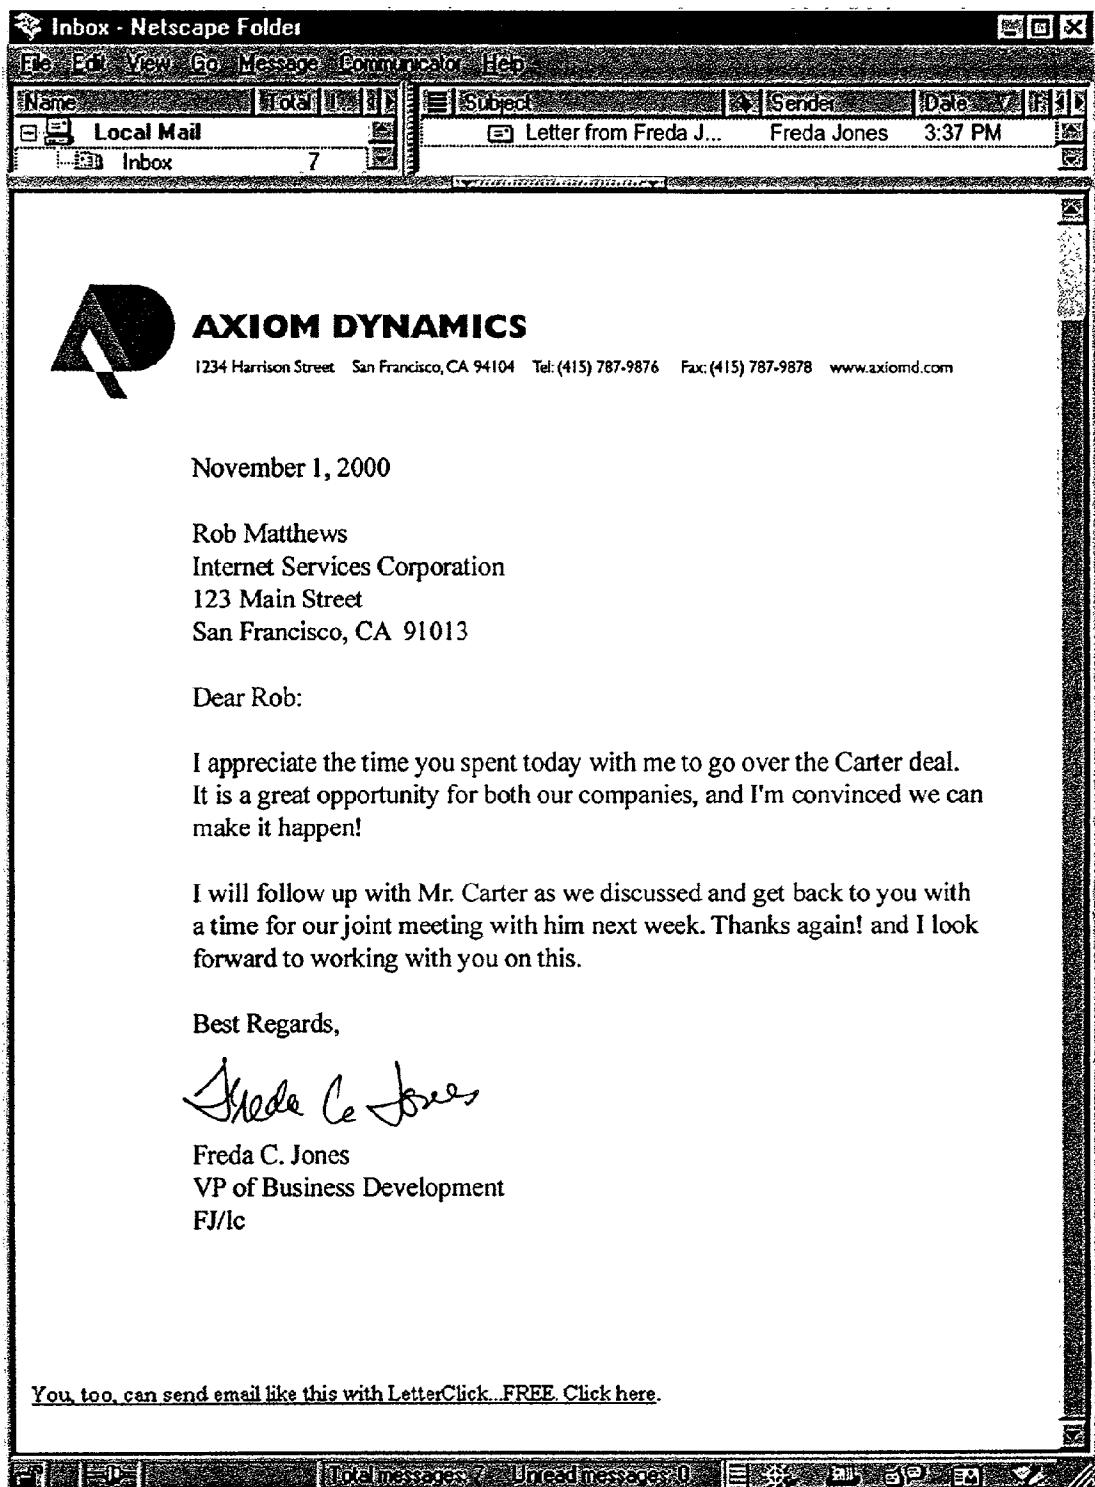 Inbox - Netscape Folder
File Edit View Go Message Communicator Help
Name Total Subject Sender Date
Local Mail Letter from Freda J... Freda Jones 3:37 PM
Inbox 7
AXIOM DYNAMICS
1234 Harrison Street San Francisco, CA 94104 Tel: (415) 787-9876 Fax: (415) 787-9878 www.axiomd.com
November 1, 2000
Rob Matthews
Internet Services Corporation
123 Main Street
San Francisco, CA 91013
Dear Rob:
I appreciate the time you spent today with me to go over the Carter deal.
It is a great opportunity for both our companies, and I'm convinced we can
make it happen!
I will follow up with Mr. Carter as we discussed and get back to you with
a time for our joint meeting with him next week. Thanks again! and I look
forward to working with you on this.
Best Regards,
Freda C. Jones
Freda C. Jones
VP of Business Development
FJ/lc
You, too, can send email like this with LetterClick...FREE. Click here.
Total messages: 7 Unread messages: 0